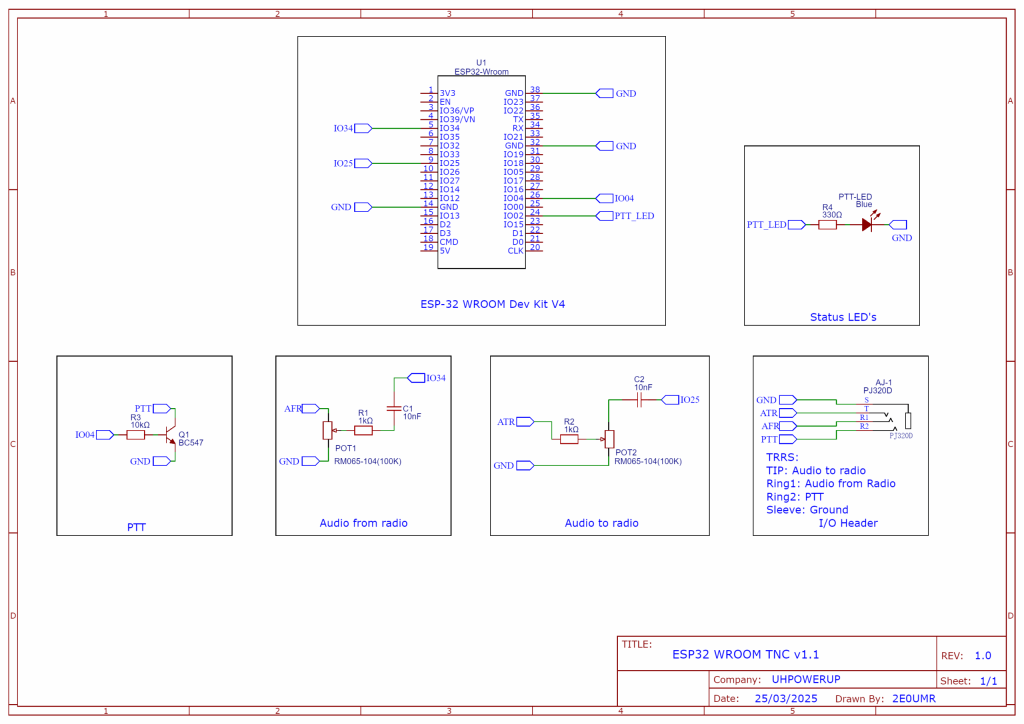 1 2 3 4 5
A A
B B
C C
D D
1 2 3 4 5
U1
ESP32-Wroom
1 3V3 GND 38 GND
2 EN IO23 37
3 IO36/VP IO22 36
4 IO39/VN TX 35
IO34 5 IO34 RX 34
6 IO35 IO21 33
7 IO32 GND 32 GND
8 IO33 IO19 31
IO25 9 IO25 IO18 30
10 IO26 IO05 29
11 IO27 IO17 28
12 IO14 IO16 27
13 IO12 IO04 26 IO04
GND 14 GND IO00 25
15 IO13 IO02 24 PTT_LED
16 D2 IO15 23
17 D3 D1 22
18 CMD D0 21
19 5V CLK 20
ESP-32 WROOM Dev Kit V4
PTT-LED
Blue
R4
330Ω
PTT_LED
GND
Status LED's
PTT
R3
10kΩ
IO04
Q1
BC547
GND
PTT
IO34
AFR
R1
1kΩ
C1
10nF
POT1
GND
RM065-104(100K)
Audio from radio
C2
10nF
IO25
ATR
R2
1kΩ
POT2
GND
RM065-104(100K)
Audio to radio
AJ-1
PJ320D
GND S
ATR T
AFR R1
PTT R2
PJ320D
TRRS:
TIP: Audio to radio
Ring1: Audio from Radio
Ring2: PTT
Sleeve: Ground
I/O Header
TITLE:
ESP32 WROOM TNC v1.1
REV: 1.0
Company: UHPOWERUP
Sheet: 1/1
Date: 25/03/2025 Drawn By: 2E0UMR